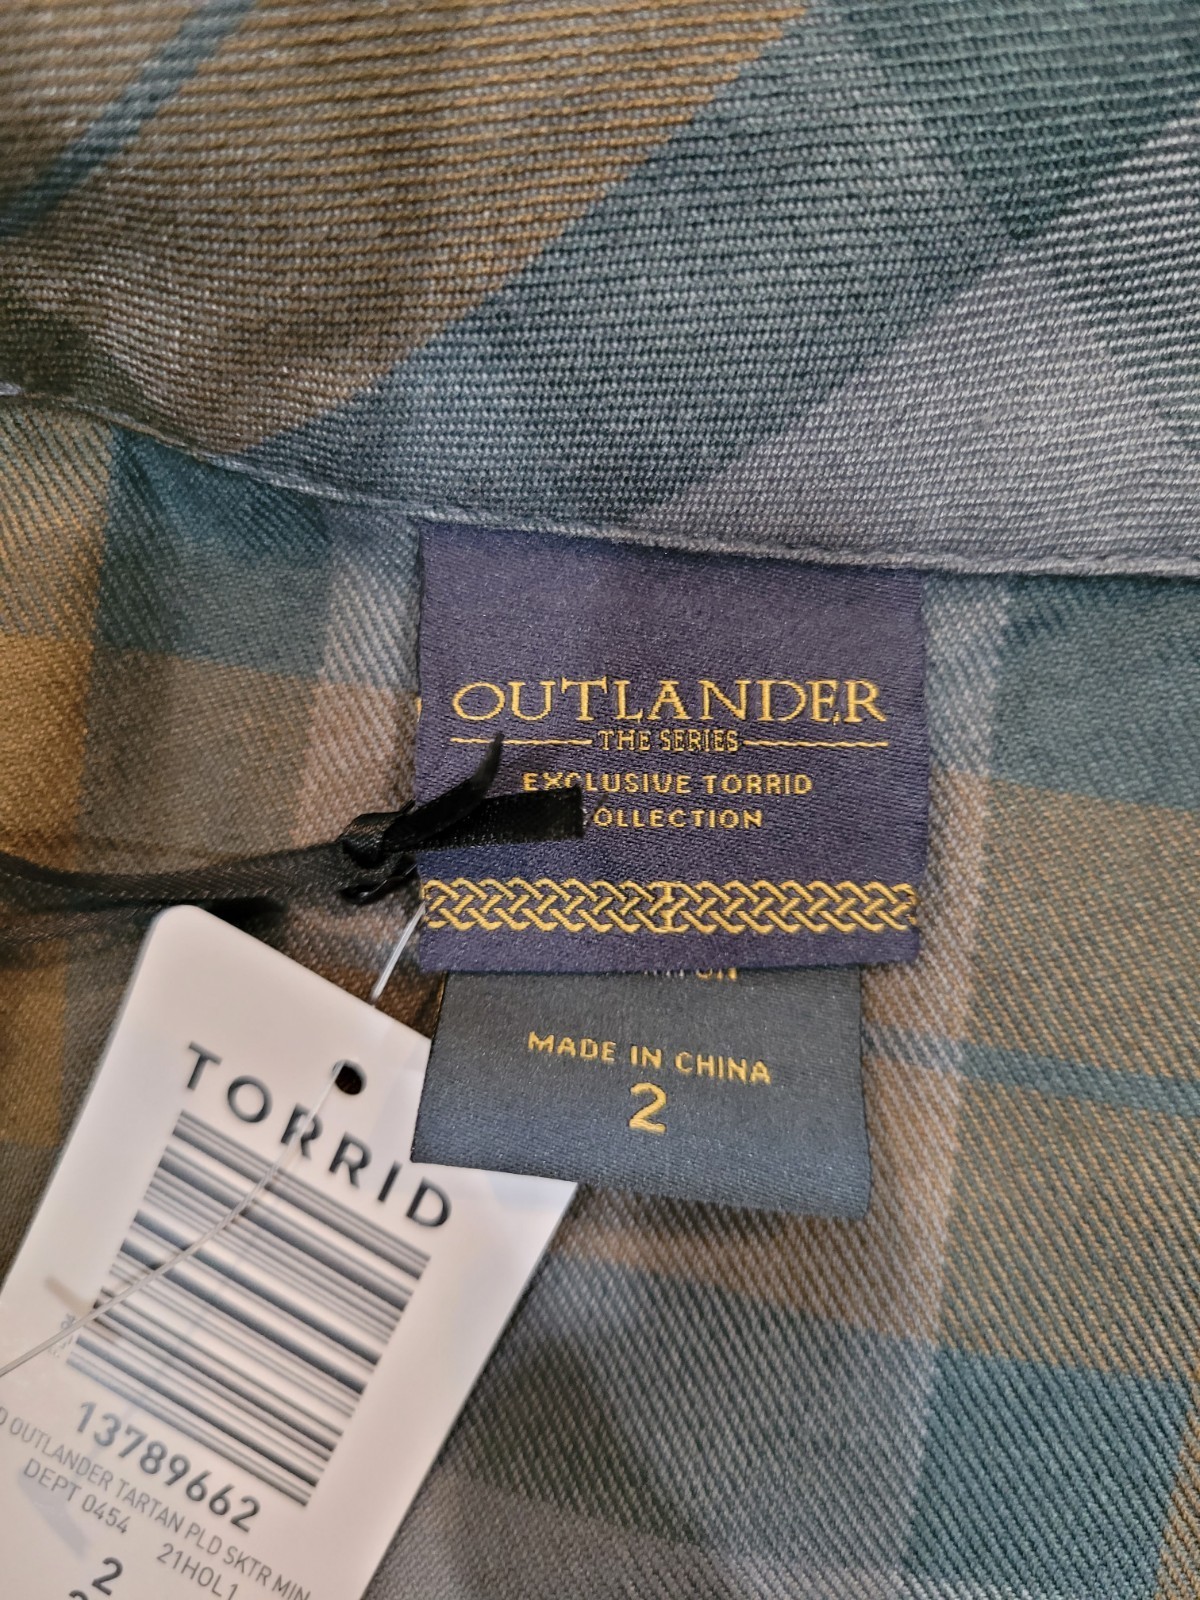 OUTLANDER
THE SERIES
EXCLUSIVE TORRID
COLLECTION
MADE IN CHINA
2
TORRID
13789662
OUTLANDER TARTAN PLD SKTR MIN
DEPT 0454 21HOL1
2